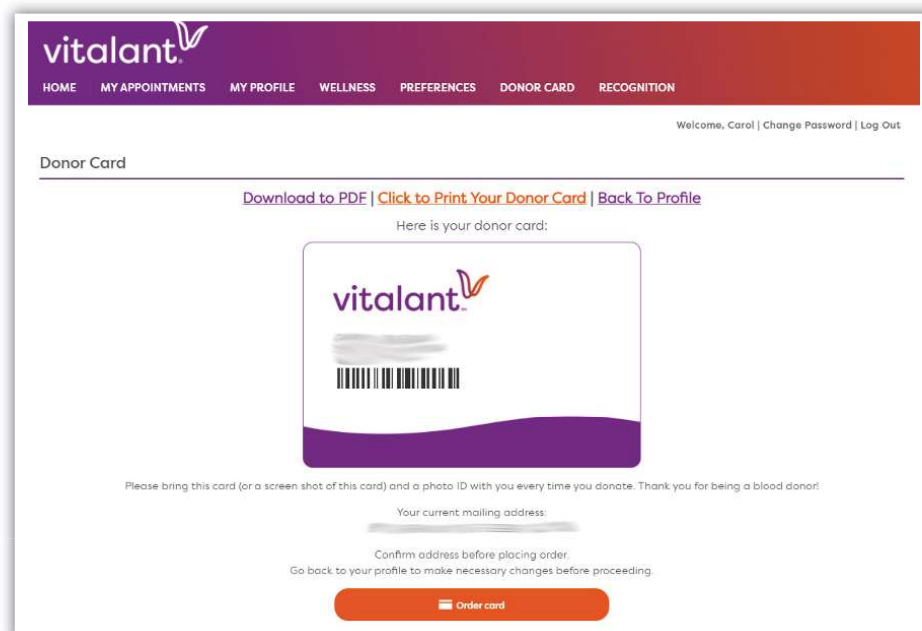 vitalant
HOME MY APPOINTMENTS MY PROFILE WELLNESS PREFERENCES DONOR CARD RECOGNITION
Welcome, Carol | Change Password | Log Out
Donor Card
Download to PDF | Click to Print Your Donor Card | Back To Profile
Here is your donor card:
vitalant
Please bring this card (or a screen shot of this card) and a photo ID with you every time you donate. Thank you for being a blood donor!
Your current mailing address:
Confirm address before placing order.
Go back to your profile to make necessary changes before proceeding.
Order card